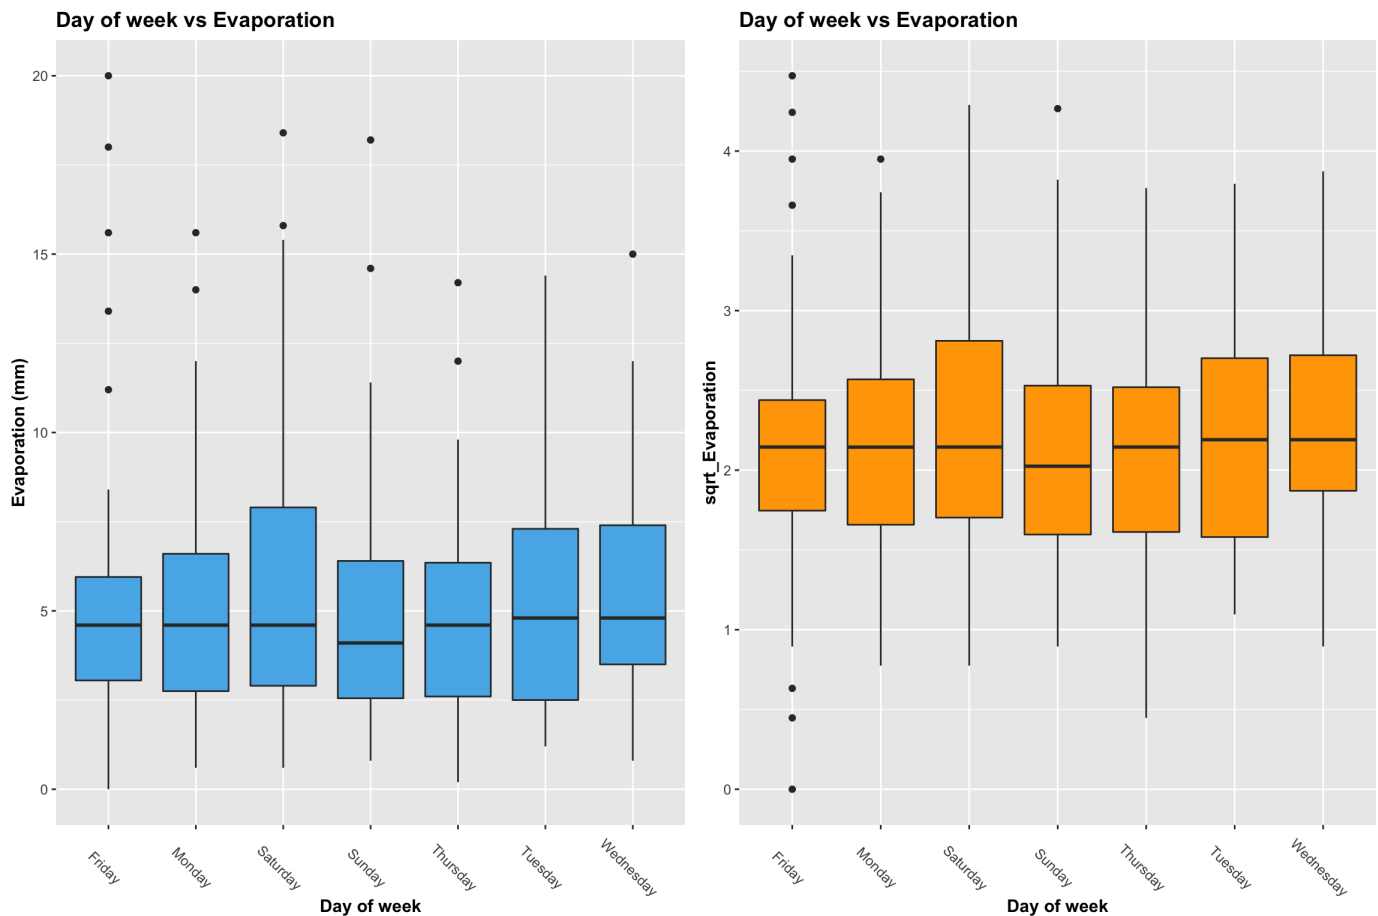 Day of week vs Evaporation
20
15
10
5
0
Evaporation (mm)
Friday
Monday
Saturday
Sunday
Thursday
Tuesday
Wednesday
Day of week
Day of week vs Evaporation
4
3
2
1
0
sqrt_Evaporation
Friday
Monday
Saturday
Sunday
Thursday
Tuesday
Wednesday
Day of week